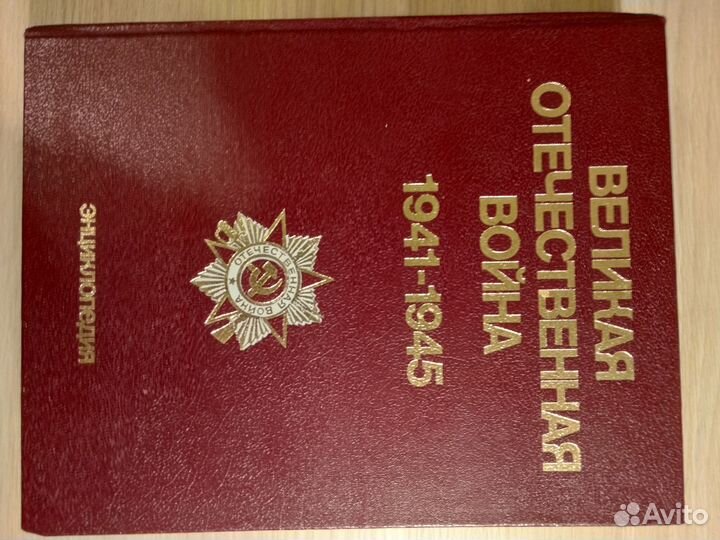 ВЕЛИКАЯ
ОТЕЧЕСТВЕННАЯ
ВОЙНА
1941-1945
ОТЕЧЕСТВЕННАЯ ВОЙНА
ЭНЦИКЛОПЕДИЯ
Avito